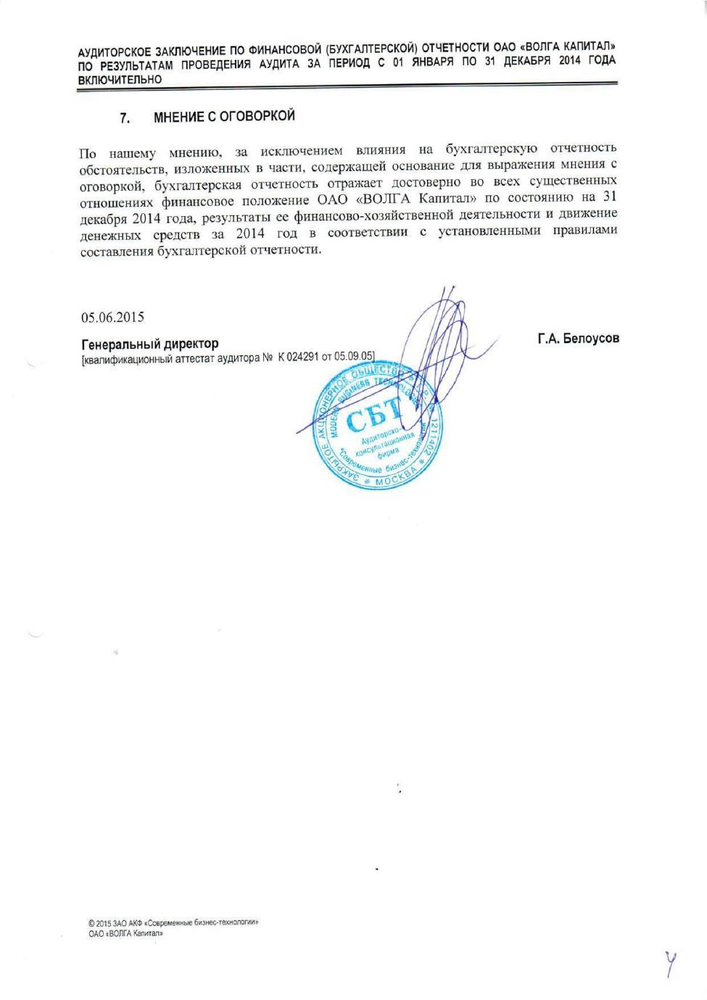 АУДИТОРСКОЕ ЗАКЛЮЧЕНИЕ ПО ФИНАНСОВОЙ (БУХГАЛТЕРСКОЙ) ОТЧЕТНОСТИ ОАО «ВОЛГА КАПИТАЛ»
ПО РЕЗУЛЬТАТАМ ПРОВЕДЕНИЯ АУДИТА ЗА ПЕРИОД С 01 ЯНВАРЯ ПО 31 ДЕКАБРЯ 2014 ГОДА
ВКЛЮЧИТЕЛЬНО
7. МНЕНИЕ С ОГОВОРКОЙ
По нашему мнению, за исключением влияния на бухгалтерскую отчетность
обстоятельств, изложенных в части, содержащей основание для выражения мнения с
оговоркой, бухгалтерская отчетность отражает достоверно во всех существенных
отношениях финансовое положение ОАО «ВОЛГА Капитал» по состоянию на 31
декабря 2014 года, результаты ее финансово-хозяйственной деятельности и движение
денежных средств за 2014 год в соответствии с установленными правилами
составления бухгалтерской отчетности.
05.06.2015
Генеральный директор
Г.А. Белоусов
[квалификационный аттестат аудитора № К 024291 от 05.09.05]
ЗАКРЫТОЕ АКЦИОНЕРНОЕ ОБЩЕСТВО
1211402
* МОСКВА *
MODERN BUSINESS TECHNOLOGIES
СБТ
Аудиторско-
консультационная
фирма
"Современные бизнес-технологии"
© 2015 ЗАО АКФ «Современные бизнес-технологии»
ОАО «ВОЛГА Капитал»
4